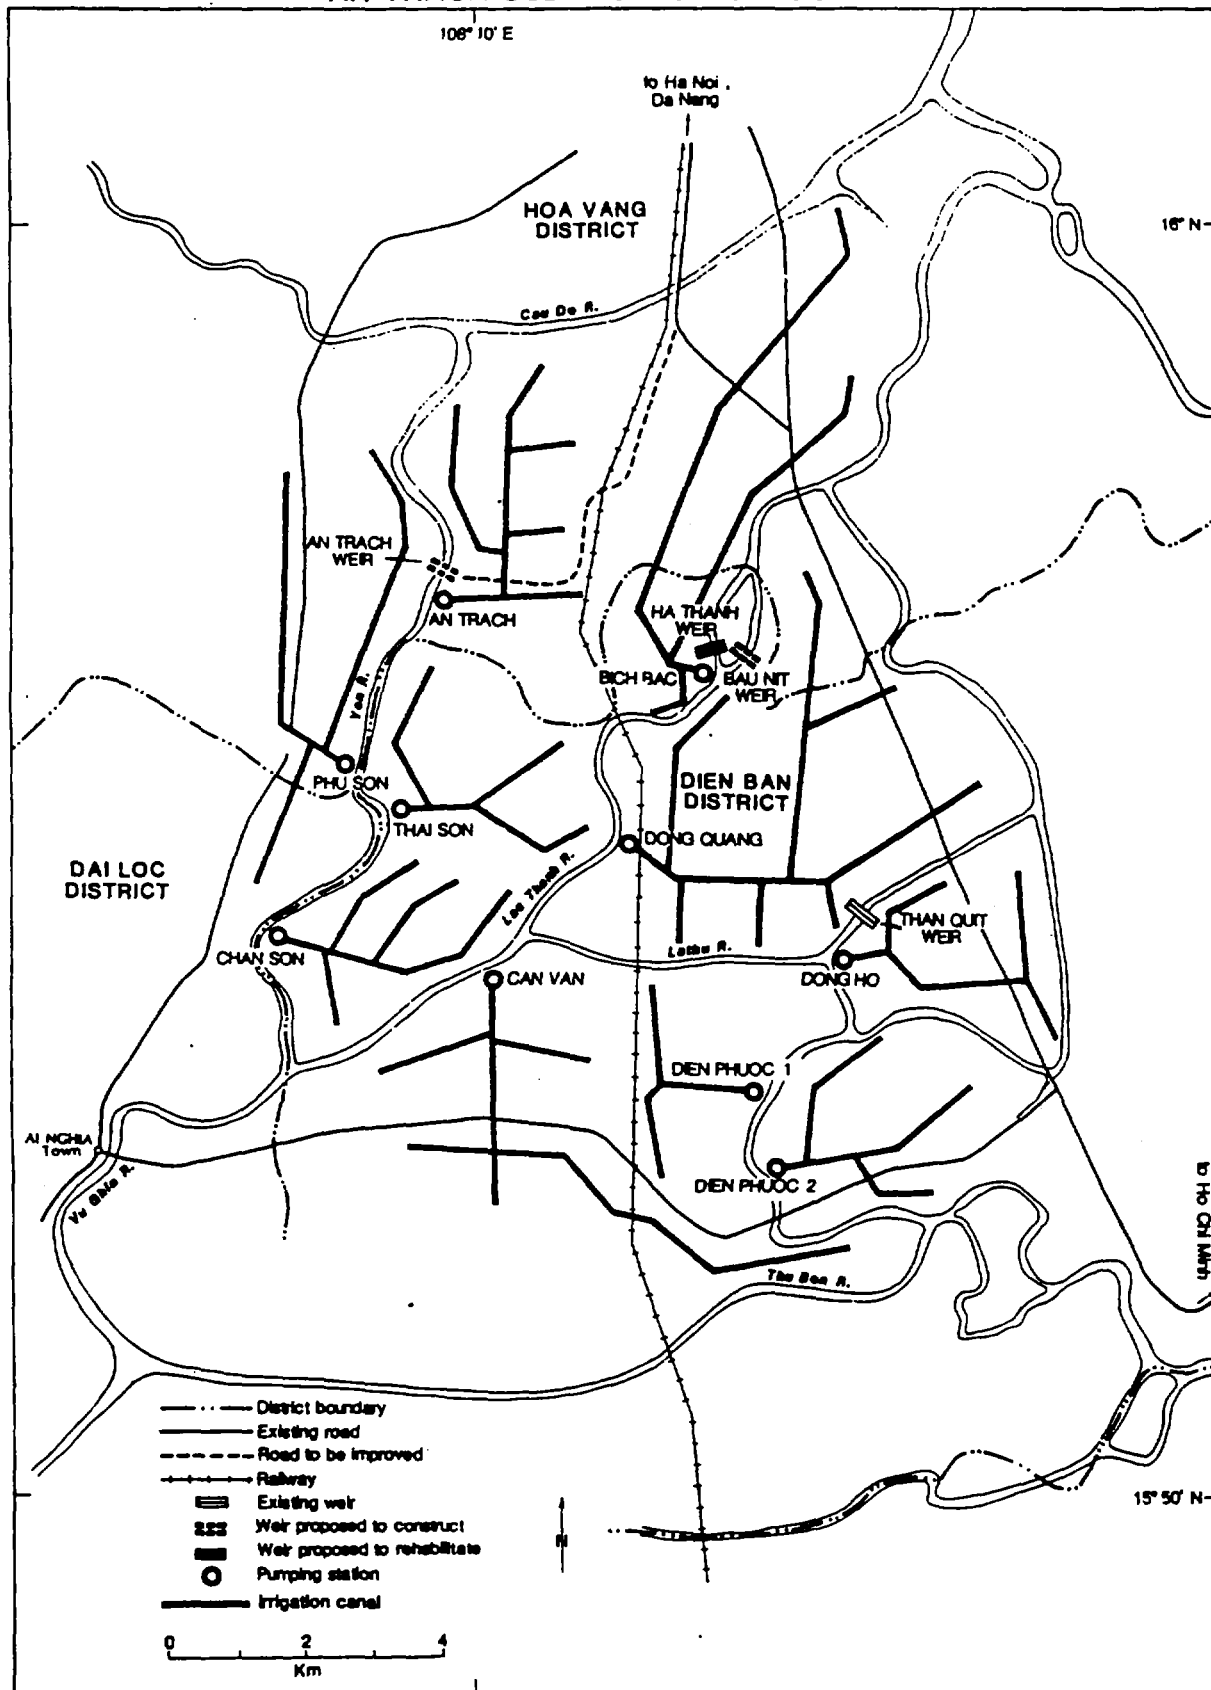 108° 10' E
to Ha Noi
Da Nang
HOA VANG
DISTRICT
16° N
Cau Do R.
AN TRACH
WEIR
AN TRACH
HA THANH
WEIR
BICH BAC
BAU NIT
WEIR
Yen R.
PHU SON
THAI SON
DIEN BAN
DISTRICT
DONG QUANG
DAI LOC
DISTRICT
Lac Thanh R.
THAN QUIT
WEIR
CHAN SON
Lathu R.
CAN VAN
DONG HO
DIEN PHUOC 1
AI NGHIA
Town
Vu Ghia R.
DIEN PHUOC 2
to Ho Chi Minh
Thu Bon R.
District boundary
Existing road
Road to be improved
Railway
Existing weir
Weir proposed to construct
Weir proposed to rehabilitate
Pumping station
Irrigation canal
15° 50' N
N
0 2 4
Km